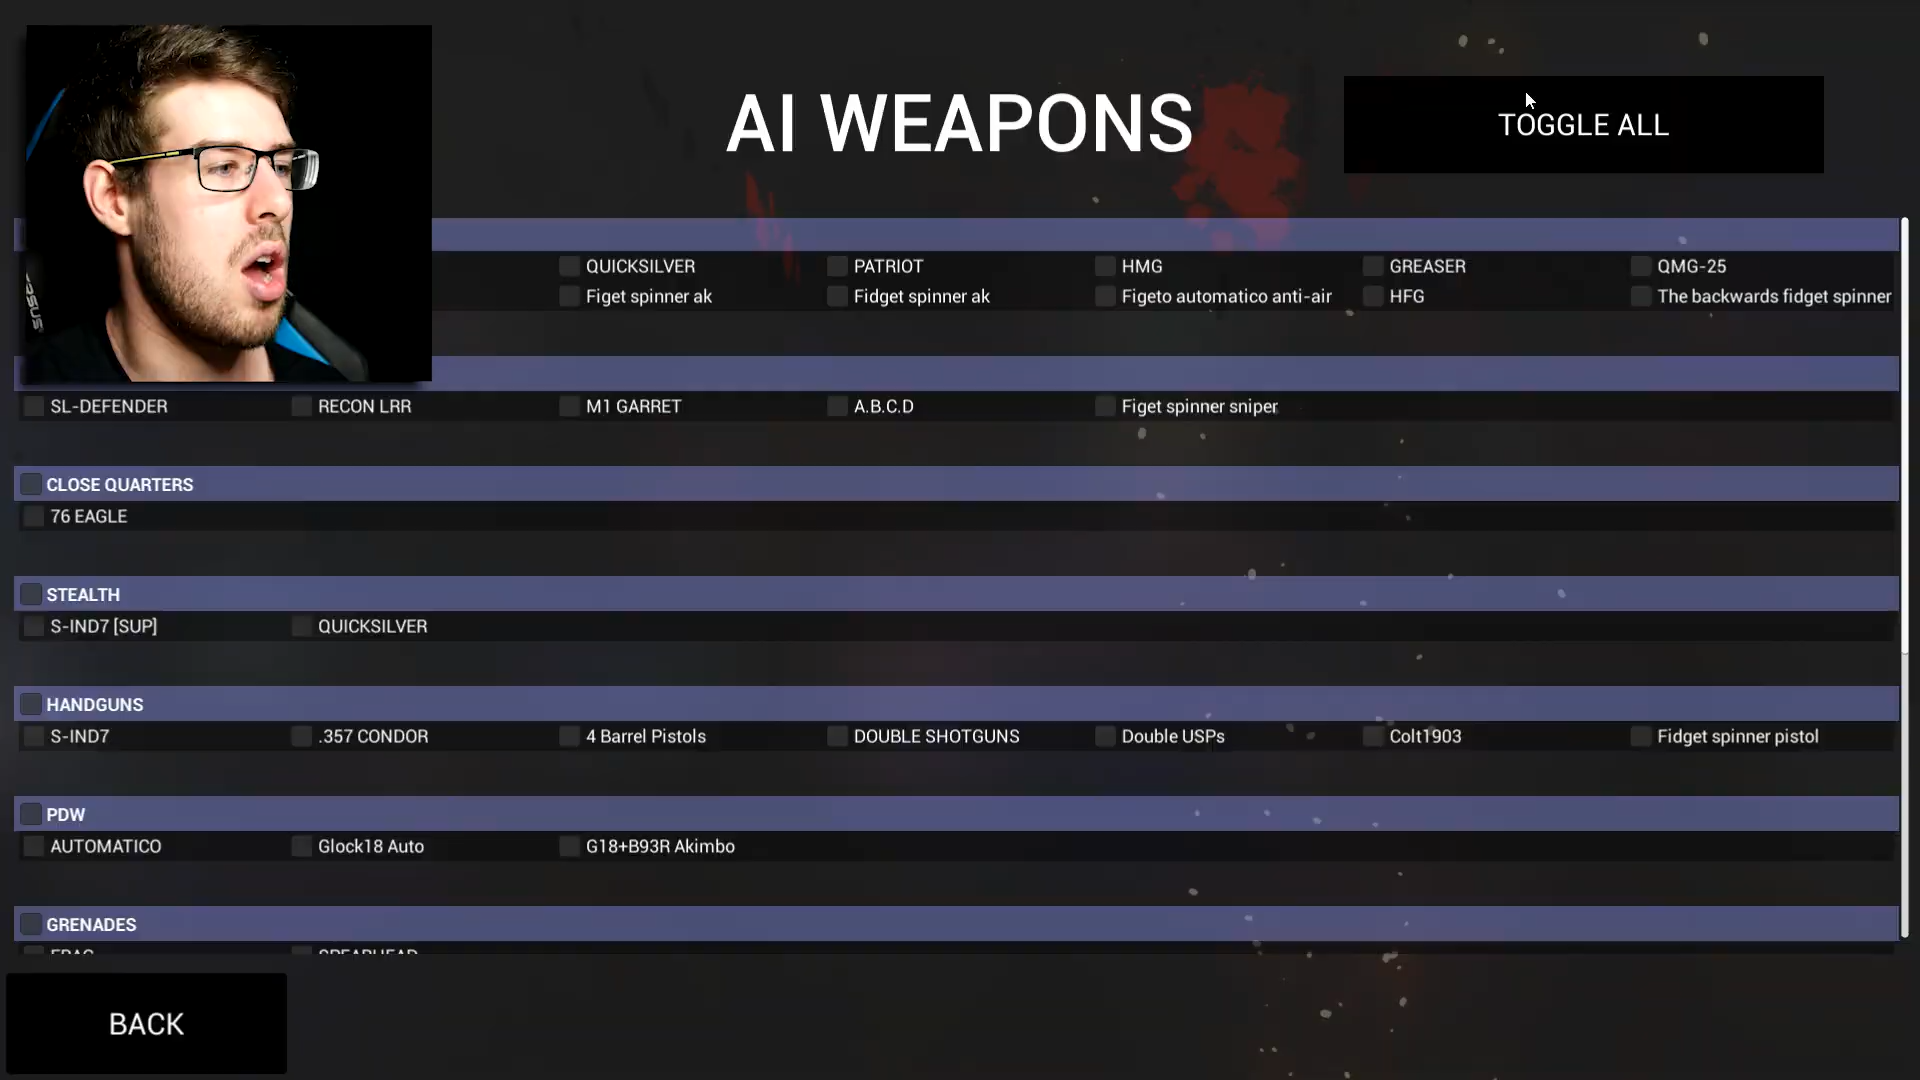 AI WEAPONS
TOGGLE ALL
QUICKSILVER PATRIOT HMG GREASER QMG-25
Figet spinner ak Fidget spinner ak Figeto automatico anti-air HFG The backwards fidget spinner
SL-DEFENDER RECON LRR M1 GARRET A.B.C.D Figet spinner sniper
CLOSE QUARTERS
76 EAGLE
STEALTH
S-IND7 [SUP] QUICKSILVER
HANDGUNS
S-IND7 .357 CONDOR 4 Barrel Pistols DOUBLE SHOTGUNS Double USPs Colt1903 Fidget spinner pistol
PDW
AUTOMATICO Glock18 Auto G18+B93R Akimbo
GRENADES
FRAG SPEARHEAD
BACK
ASUS